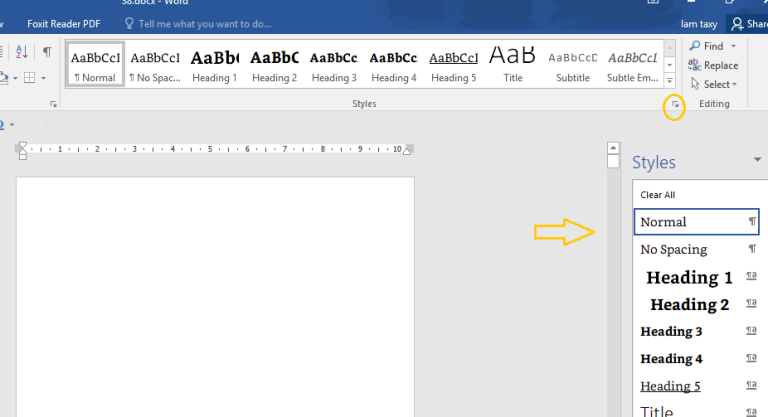 38.docx - Word
Foxit Reader PDF
Tell me what you want to do...
lam taxy
Share
AaBbCcI AaBbCcI AaBb AaBbC AaBbCc AaBbCc AaBbCcI AaB AaBbCcD AaBbCcI
¶ Normal ¶ No Spac... Heading 1 Heading 2 Heading 3 Heading 4 Heading 5 Title Subtitle Subtle Em...
Find
Replace
Select
Styles
Editing
1 2 3 4 5 6 7 8 9 10
Styles
Clear All
Normal ¶
No Spacing ¶
Heading 1 ¶a
Heading 2 ¶a
Heading 3 ¶a
Heading 4 ¶a
Heading 5 ¶a
Title ¶a